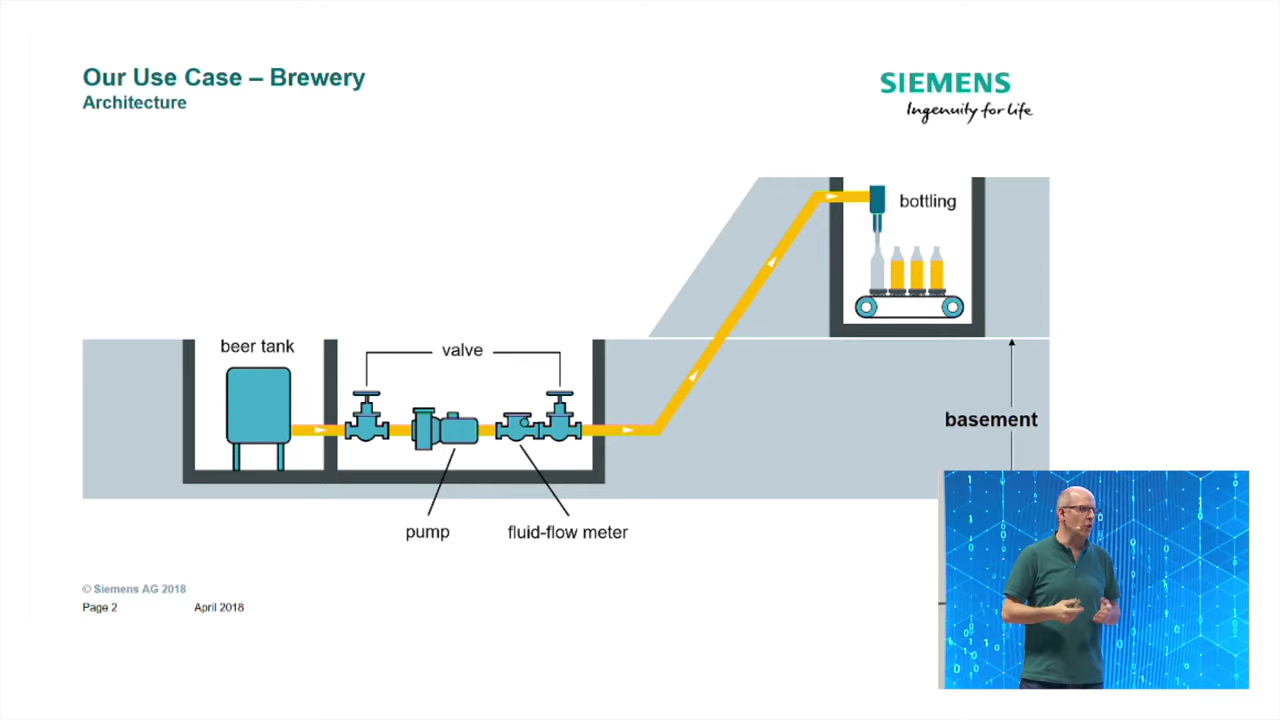 Our Use Case – Brewery
Architecture
SIEMENS
Ingenuity for life
bottling
beer tank
valve
basement
pump
fluid-flow meter
© Siemens AG 2018
Page 2
April 2018